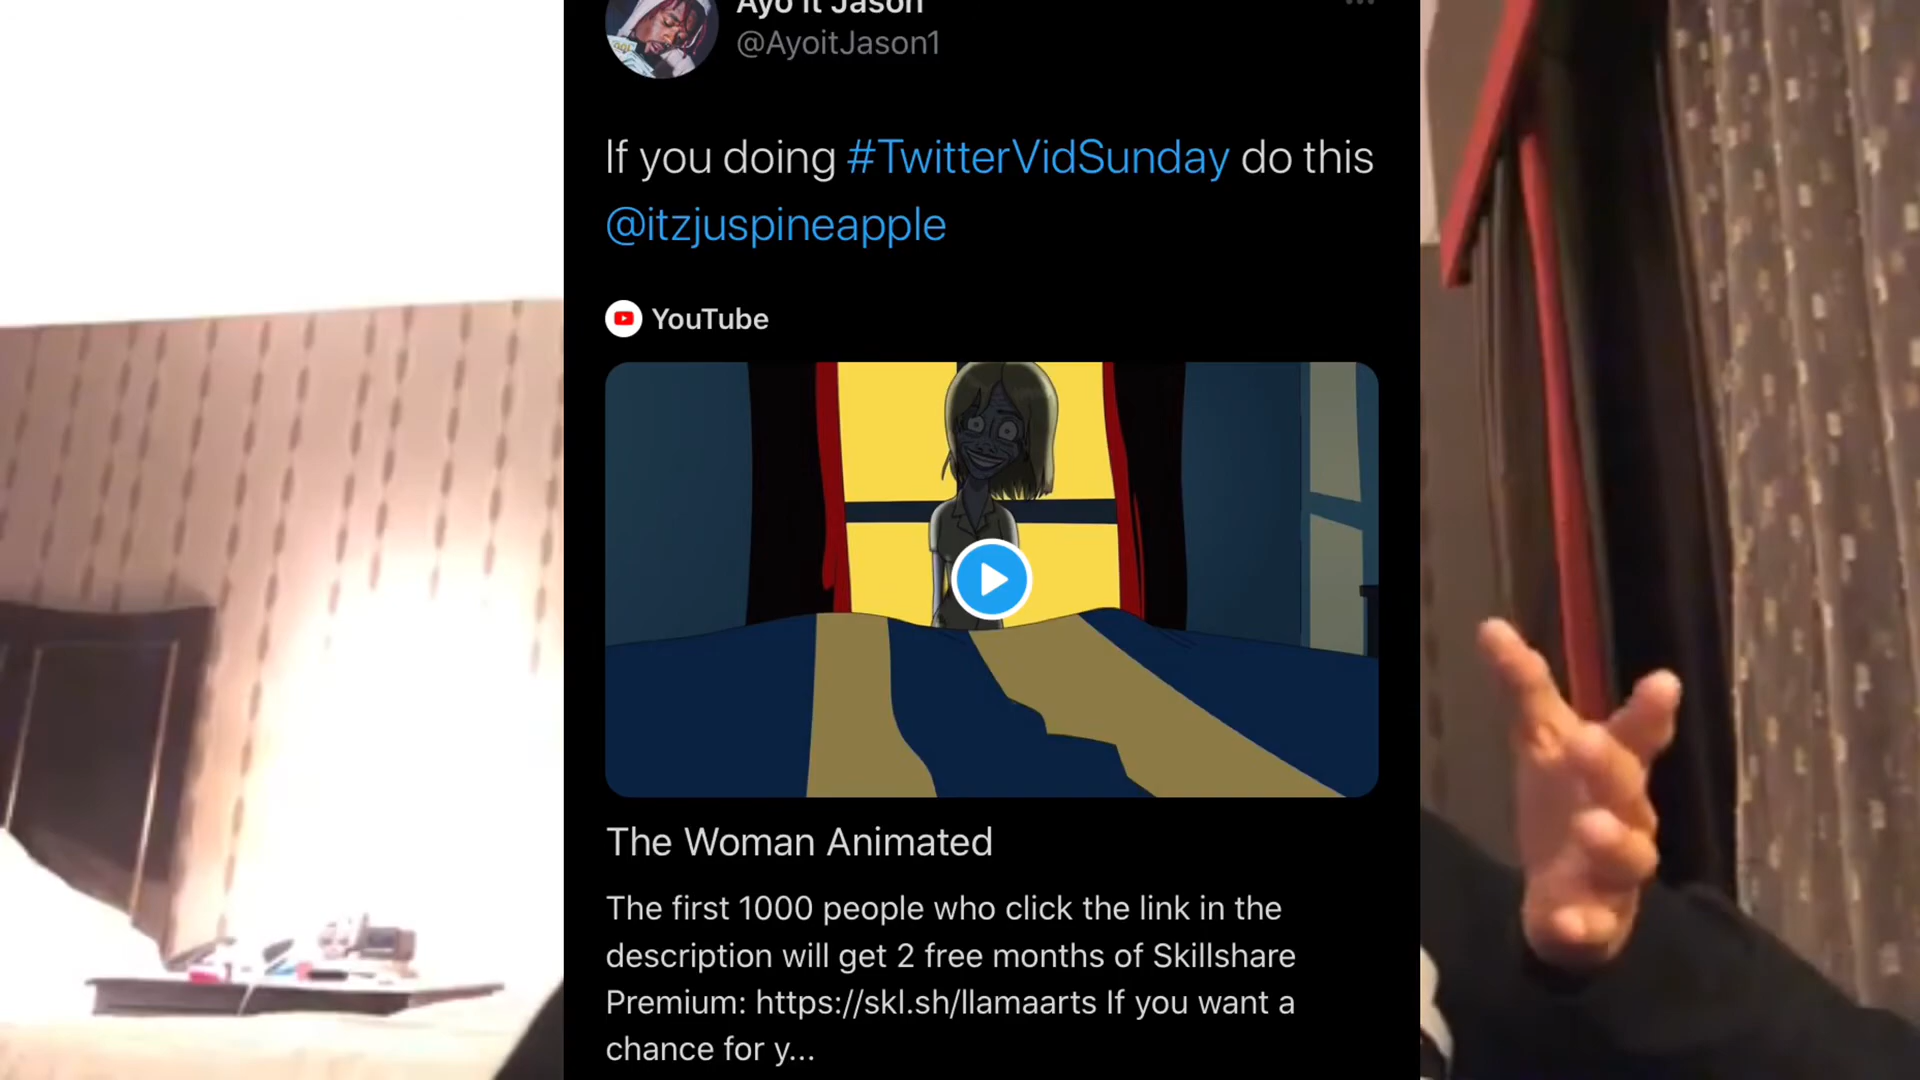 Ayo It Jason
@AyoitJason1
If you doing #TwitterVidSunday do this
@itzjuspineapple
YouTube
The Woman Animated
The first 1000 people who click the link in the
description will get 2 free months of Skillshare
Premium: https://skl.sh/llamaarts If you want a
chance for y...